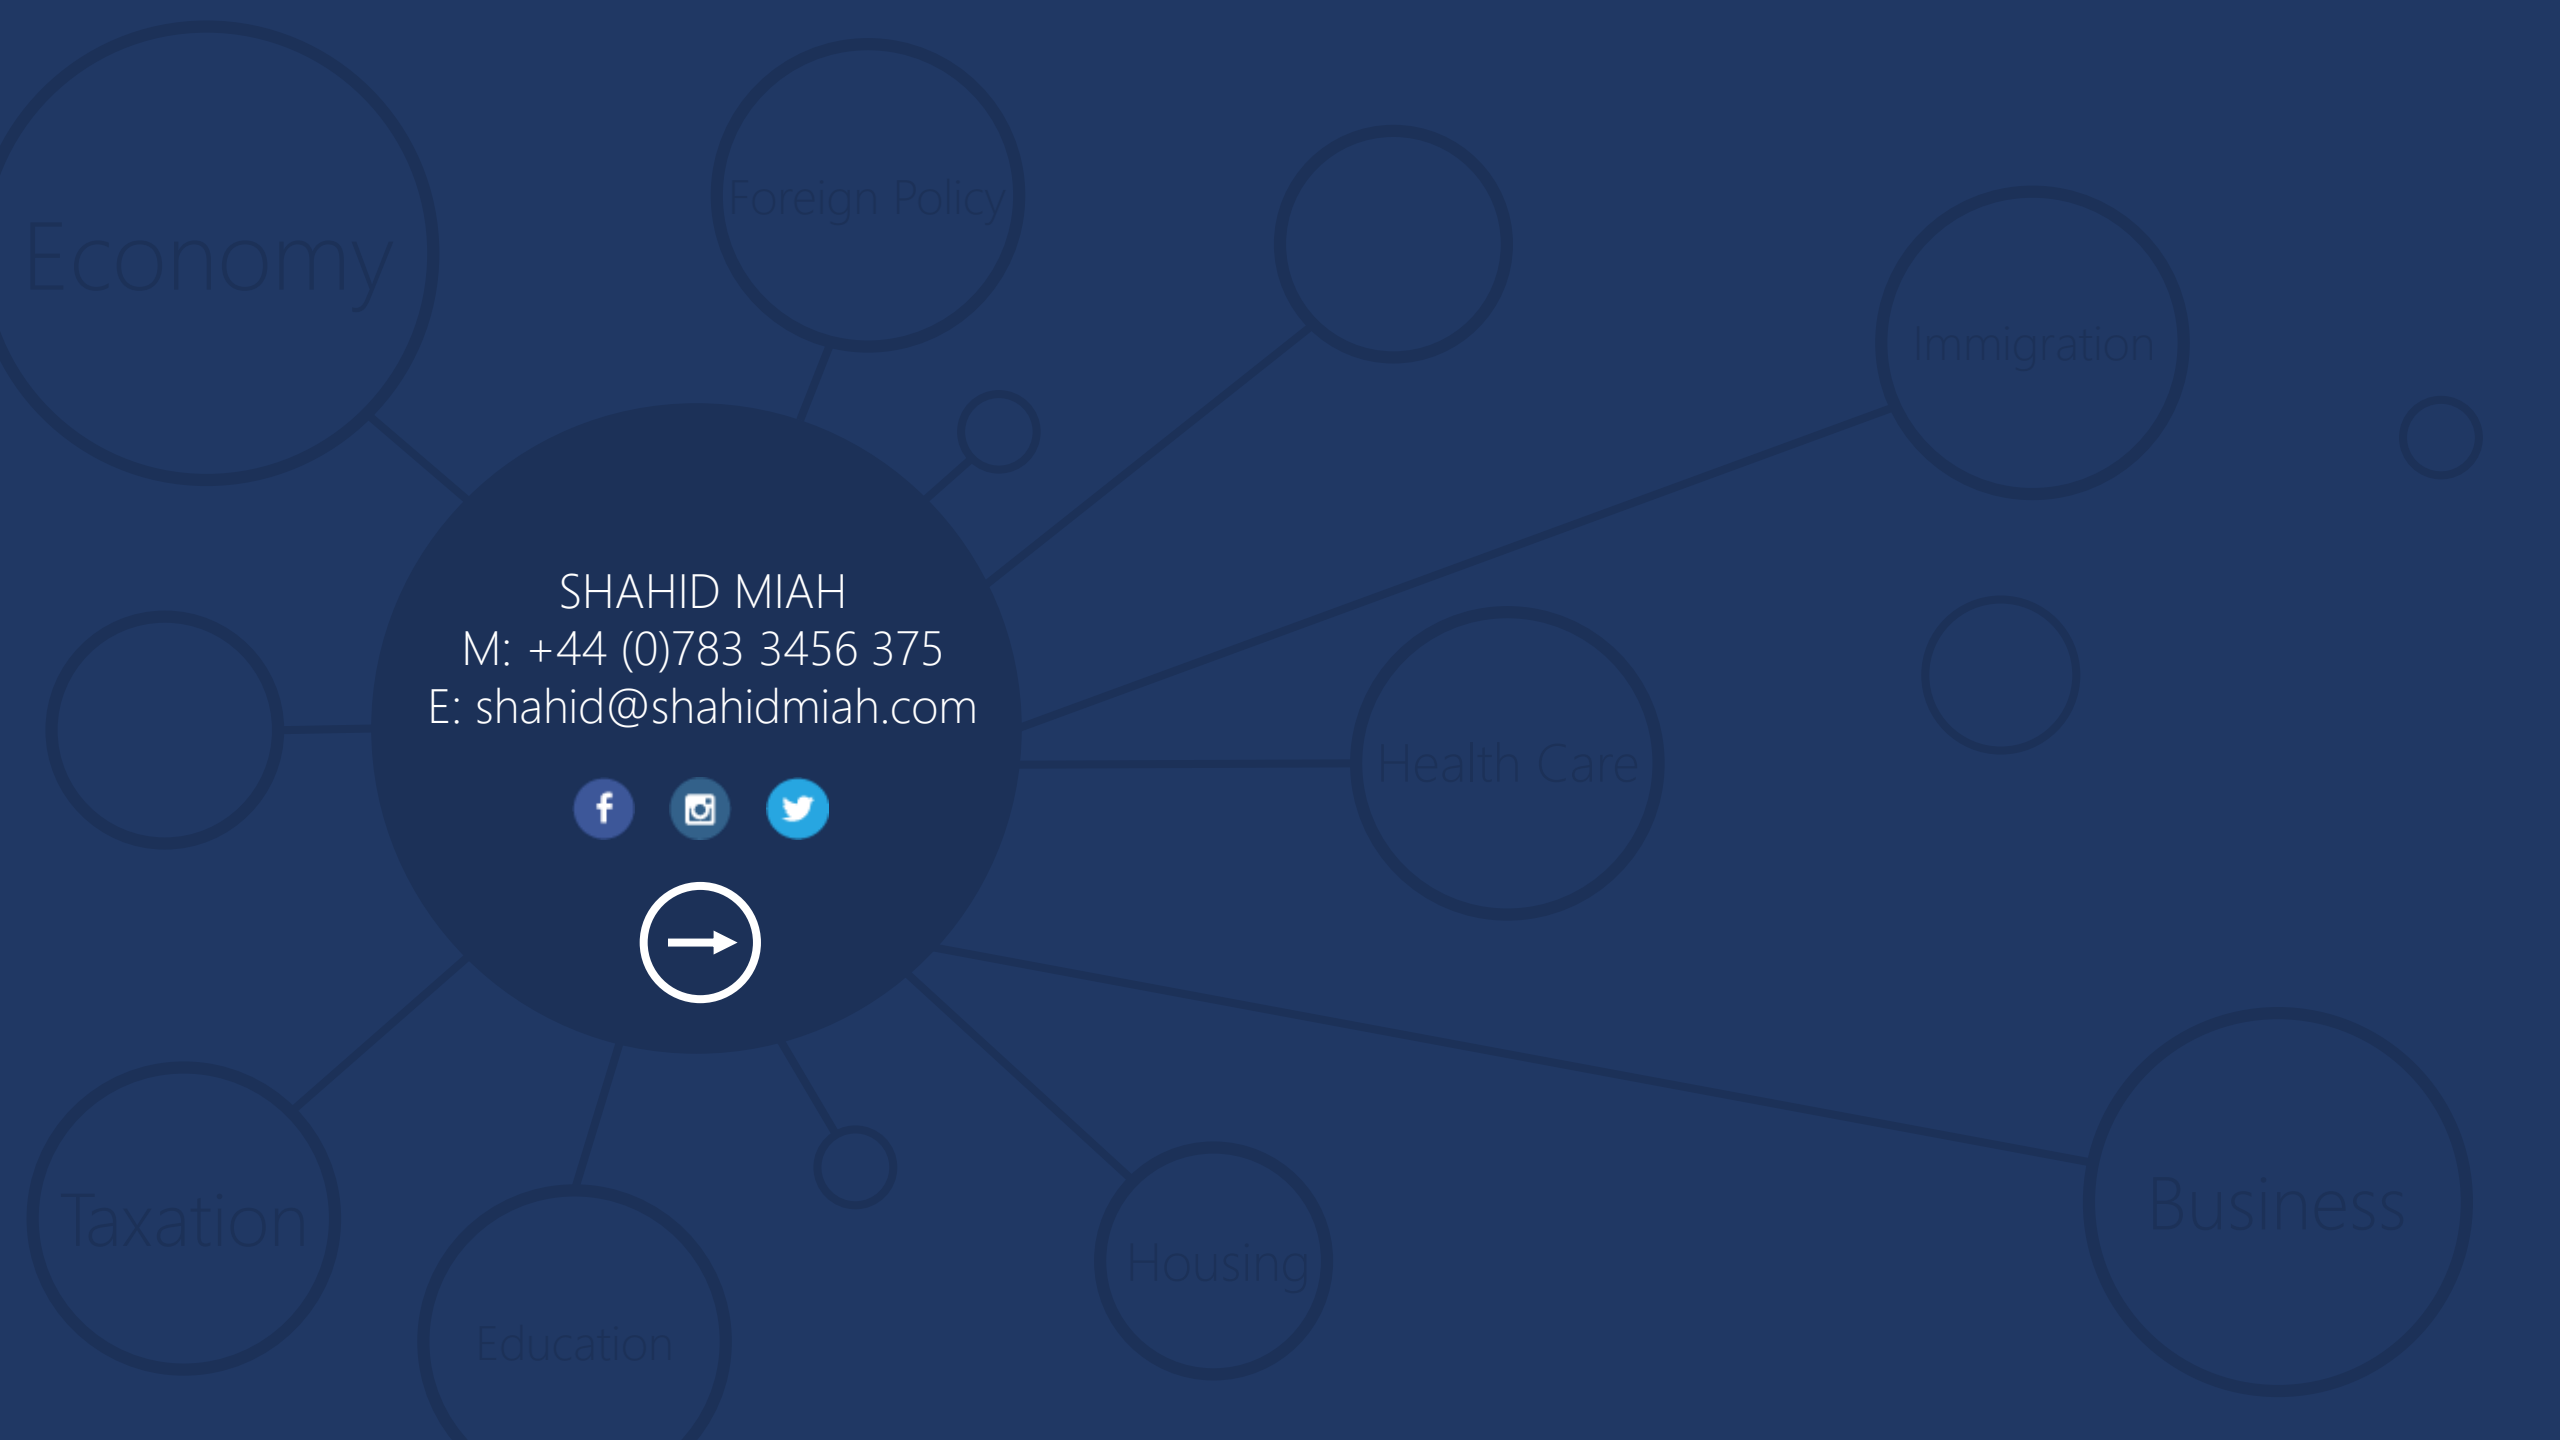 Economy
Foreign Policy
Immigration
SHAHID MIAH
M: +44 (0)783 3456 375
E: shahid@shahidmiah.com
Health Care
Taxation
Education
Housing
Business